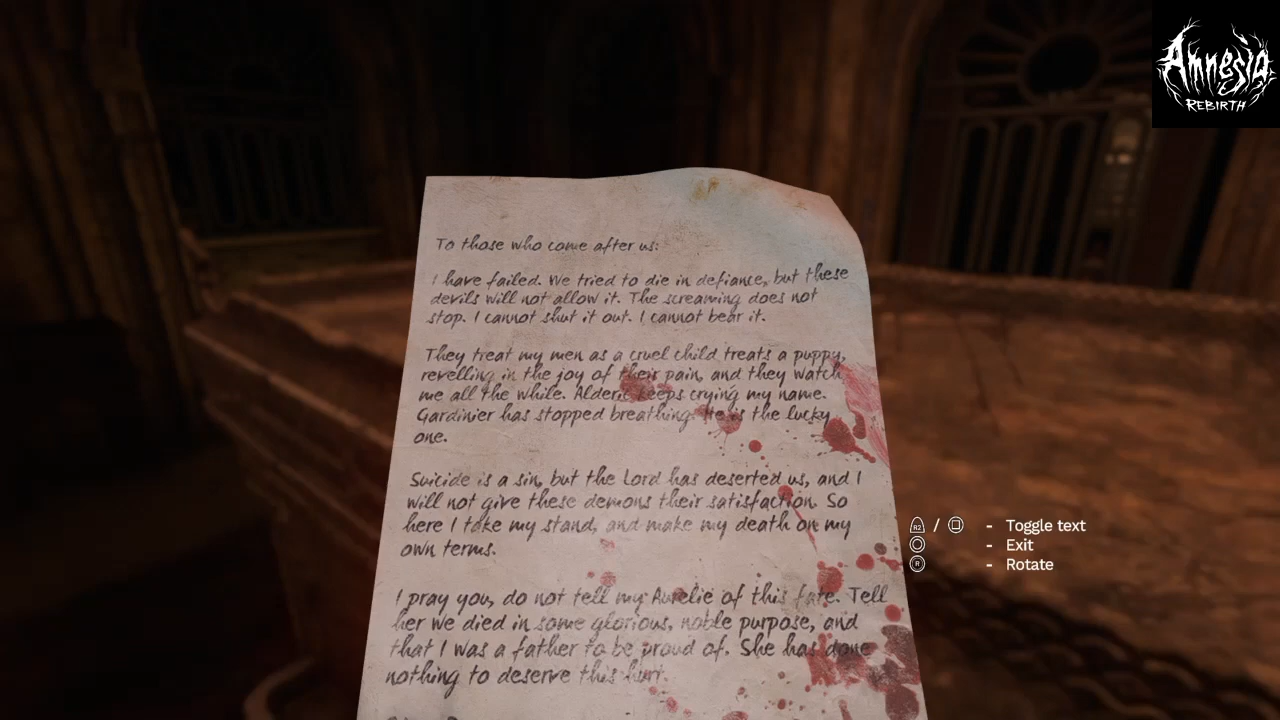 Amnesia
REBIRTH
To those who come after us:
I have failed. We tried to die in defiance, but these
devils will not allow it. The screaming does not
stop. I cannot shut it out. I cannot bear it.
They treat my men as a cruel child treats a puppy,
revelling in the joy of their pain, and they watch
me all the while. Alderic keeps crying my name.
Gardinier has stopped breathing. He is the lucky
one.
Suicide is a sin, but the Lord has deserted us, and I
will not give these demons their satisfaction. So
here I take my stand, and make my death on my
own terms.
I pray you, do not tell my Aurelie of this fate. Tell
her we died in some glorious, noble purpose, and
that I was a father to be proud of. She has done
nothing to deserve this hurt.
R2 / - Toggle text
- Exit
R - Rotate